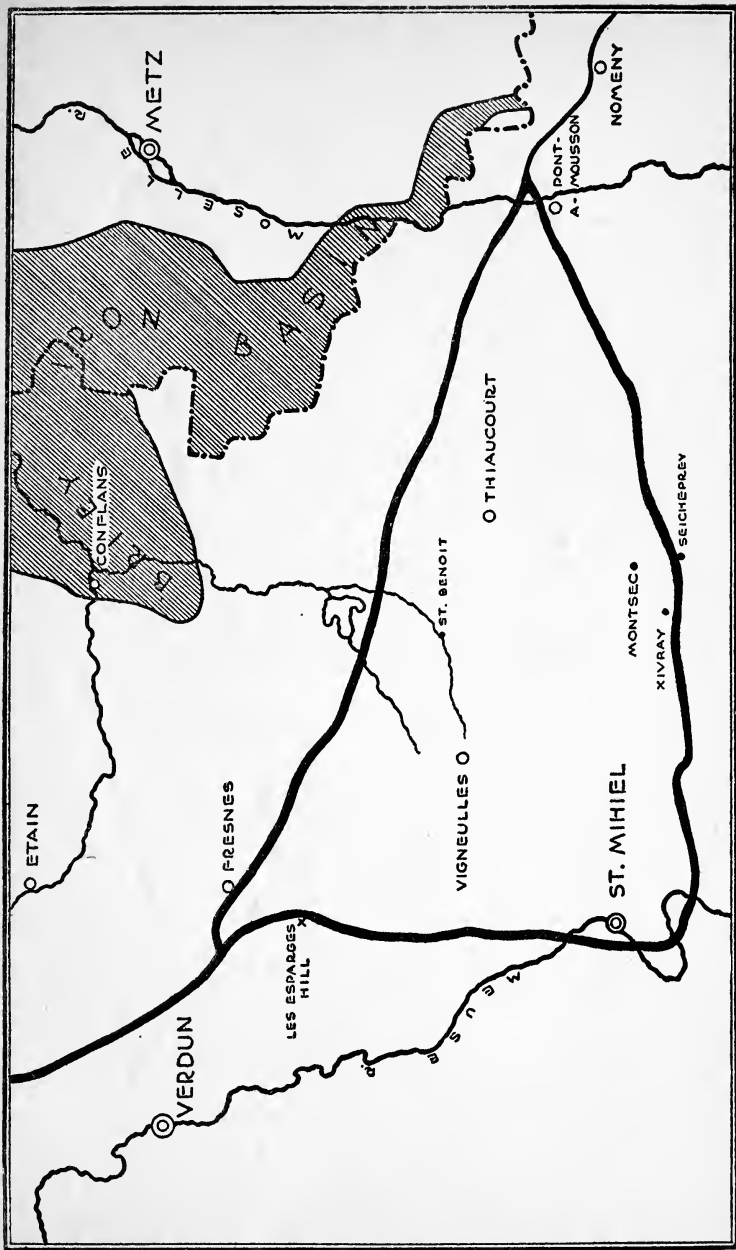 ETAIN
CONFLANS
BRIEY IRON BASIN
METZ
MOSELLE R.
VERDUN
FRESNES
LES ESPARGES
HILL
MEUSE R.
ST. BENOIT
VIGNEULLES
THIAUCOURT
PONT-
A-MOUSSON
NOMENY
ST. MIHIEL
MONTSEC
XIVRAY
SEICHEPREY